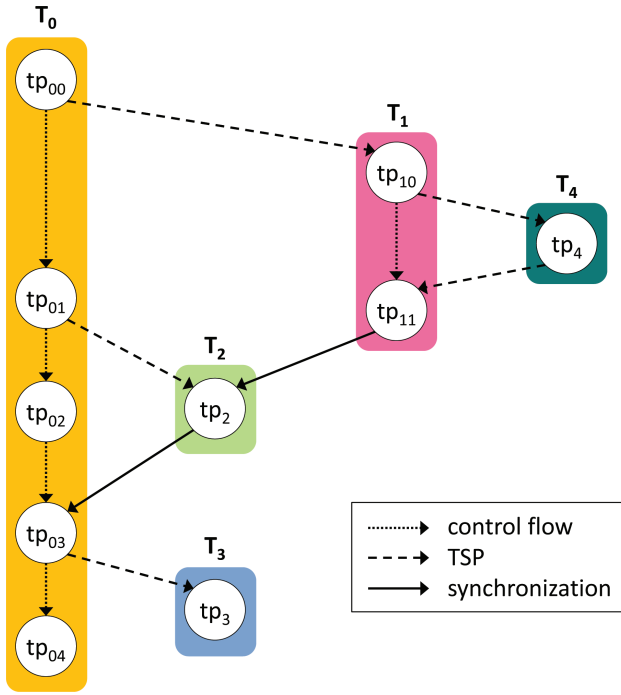 T₀
tp₀₀
T₁
tp₁₀
T₄
tp₄
tp₀₁
tp₁₁
T₂
tp₂
tp₀₂
tp₀₃
T₃
tp₃
tp₀₄
control flow
TSP
synchronization